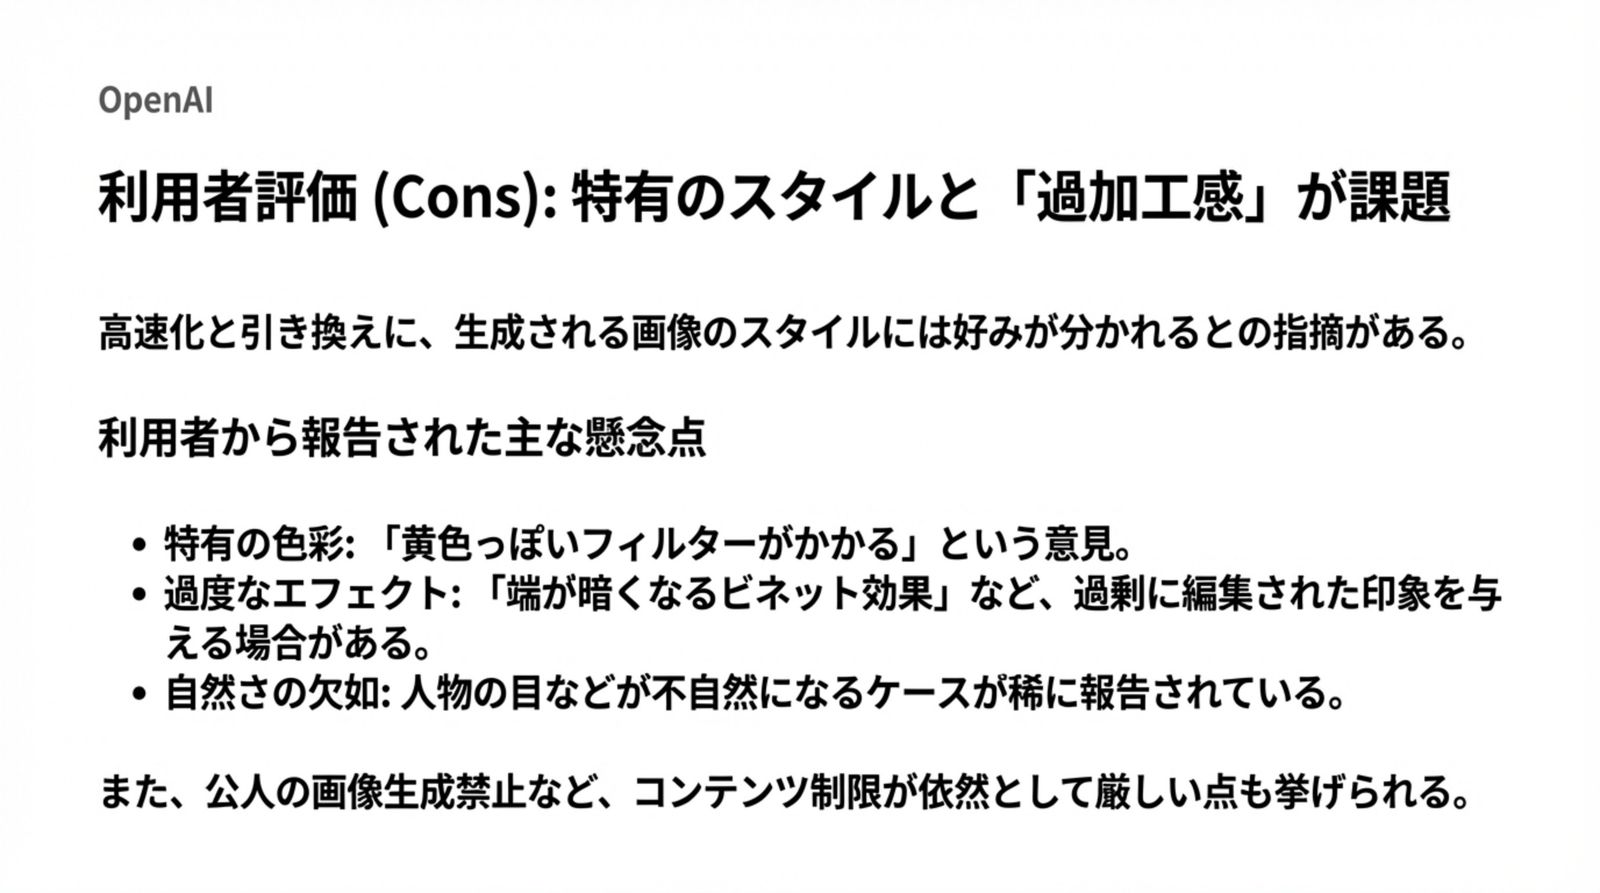 OpenAI
利用者評価 (Cons): 特有のスタイルと「過加工感」が課題
高速化と引き換えに、生成される画像のスタイルには好みが分かれるとの指摘がある。
利用者から報告された主な懸念点
• 特有の色彩: 「黄色っぽいフィルターがかかる」という意見。
• 過度なエフェクト: 「端が暗くなるビネット効果」など、過剰に編集された印象を与
える場合がある。
• 自然さの欠如: 人物の目などが不自然になるケースが稀に報告されている。
また、公人の画像生成禁止など、コンテンツ制限が依然として厳しい点も挙げられる。